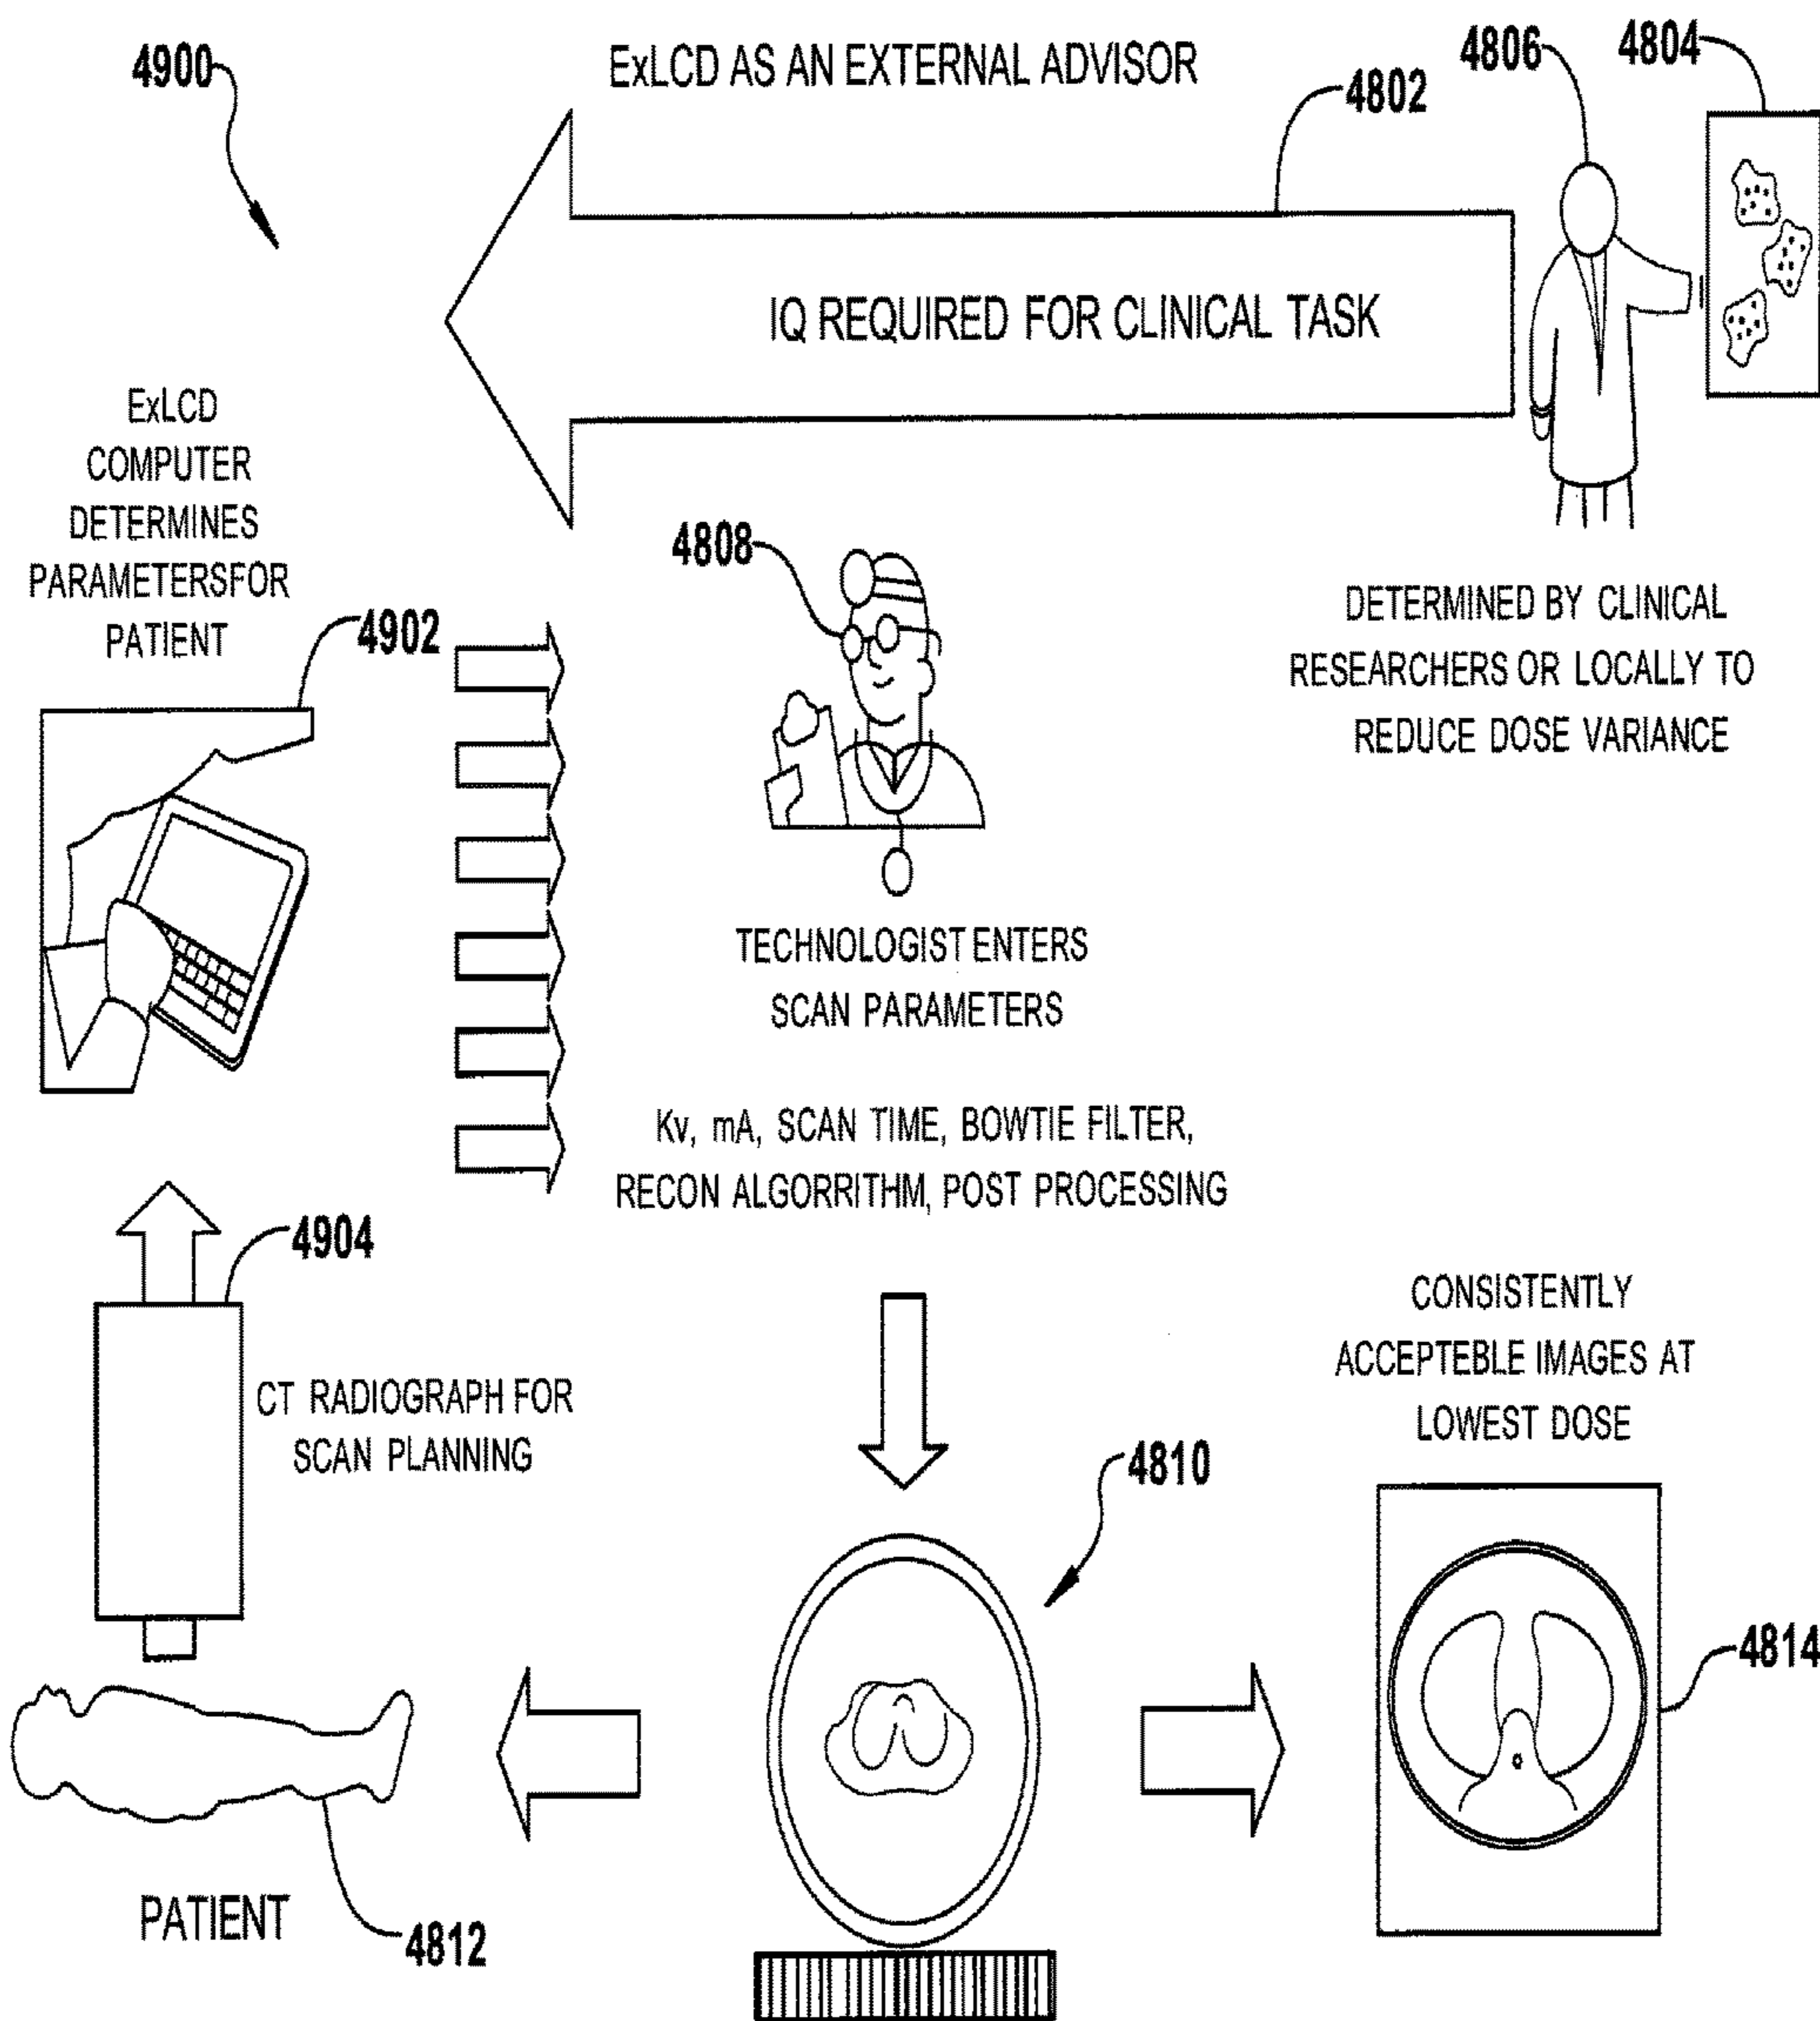 4900
ExLCD AS AN EXTERNAL ADVISOR
4806
4804
4802
IQ REQUIRED FOR CLINICAL TASK
ExLCD
COMPUTER
DETERMINES
PARAMETERSFOR
PATIENT
4902
4808
DETERMINED BY CLINICAL
RESEARCHERS OR LOCALLY TO
REDUCE DOSE VARIANCE
TECHNOLOGIST ENTERS
SCAN PARAMETERS
Kv, mA, SCAN TIME, BOWTIE FILTER,
RECON ALGORRITHM, POST PROCESSING
4904
CT RADIOGRAPH FOR
SCAN PLANNING
CONSISTENTLY
ACCEPTEBLE IMAGES AT
LOWEST DOSE
4810
4814
PATIENT
4812